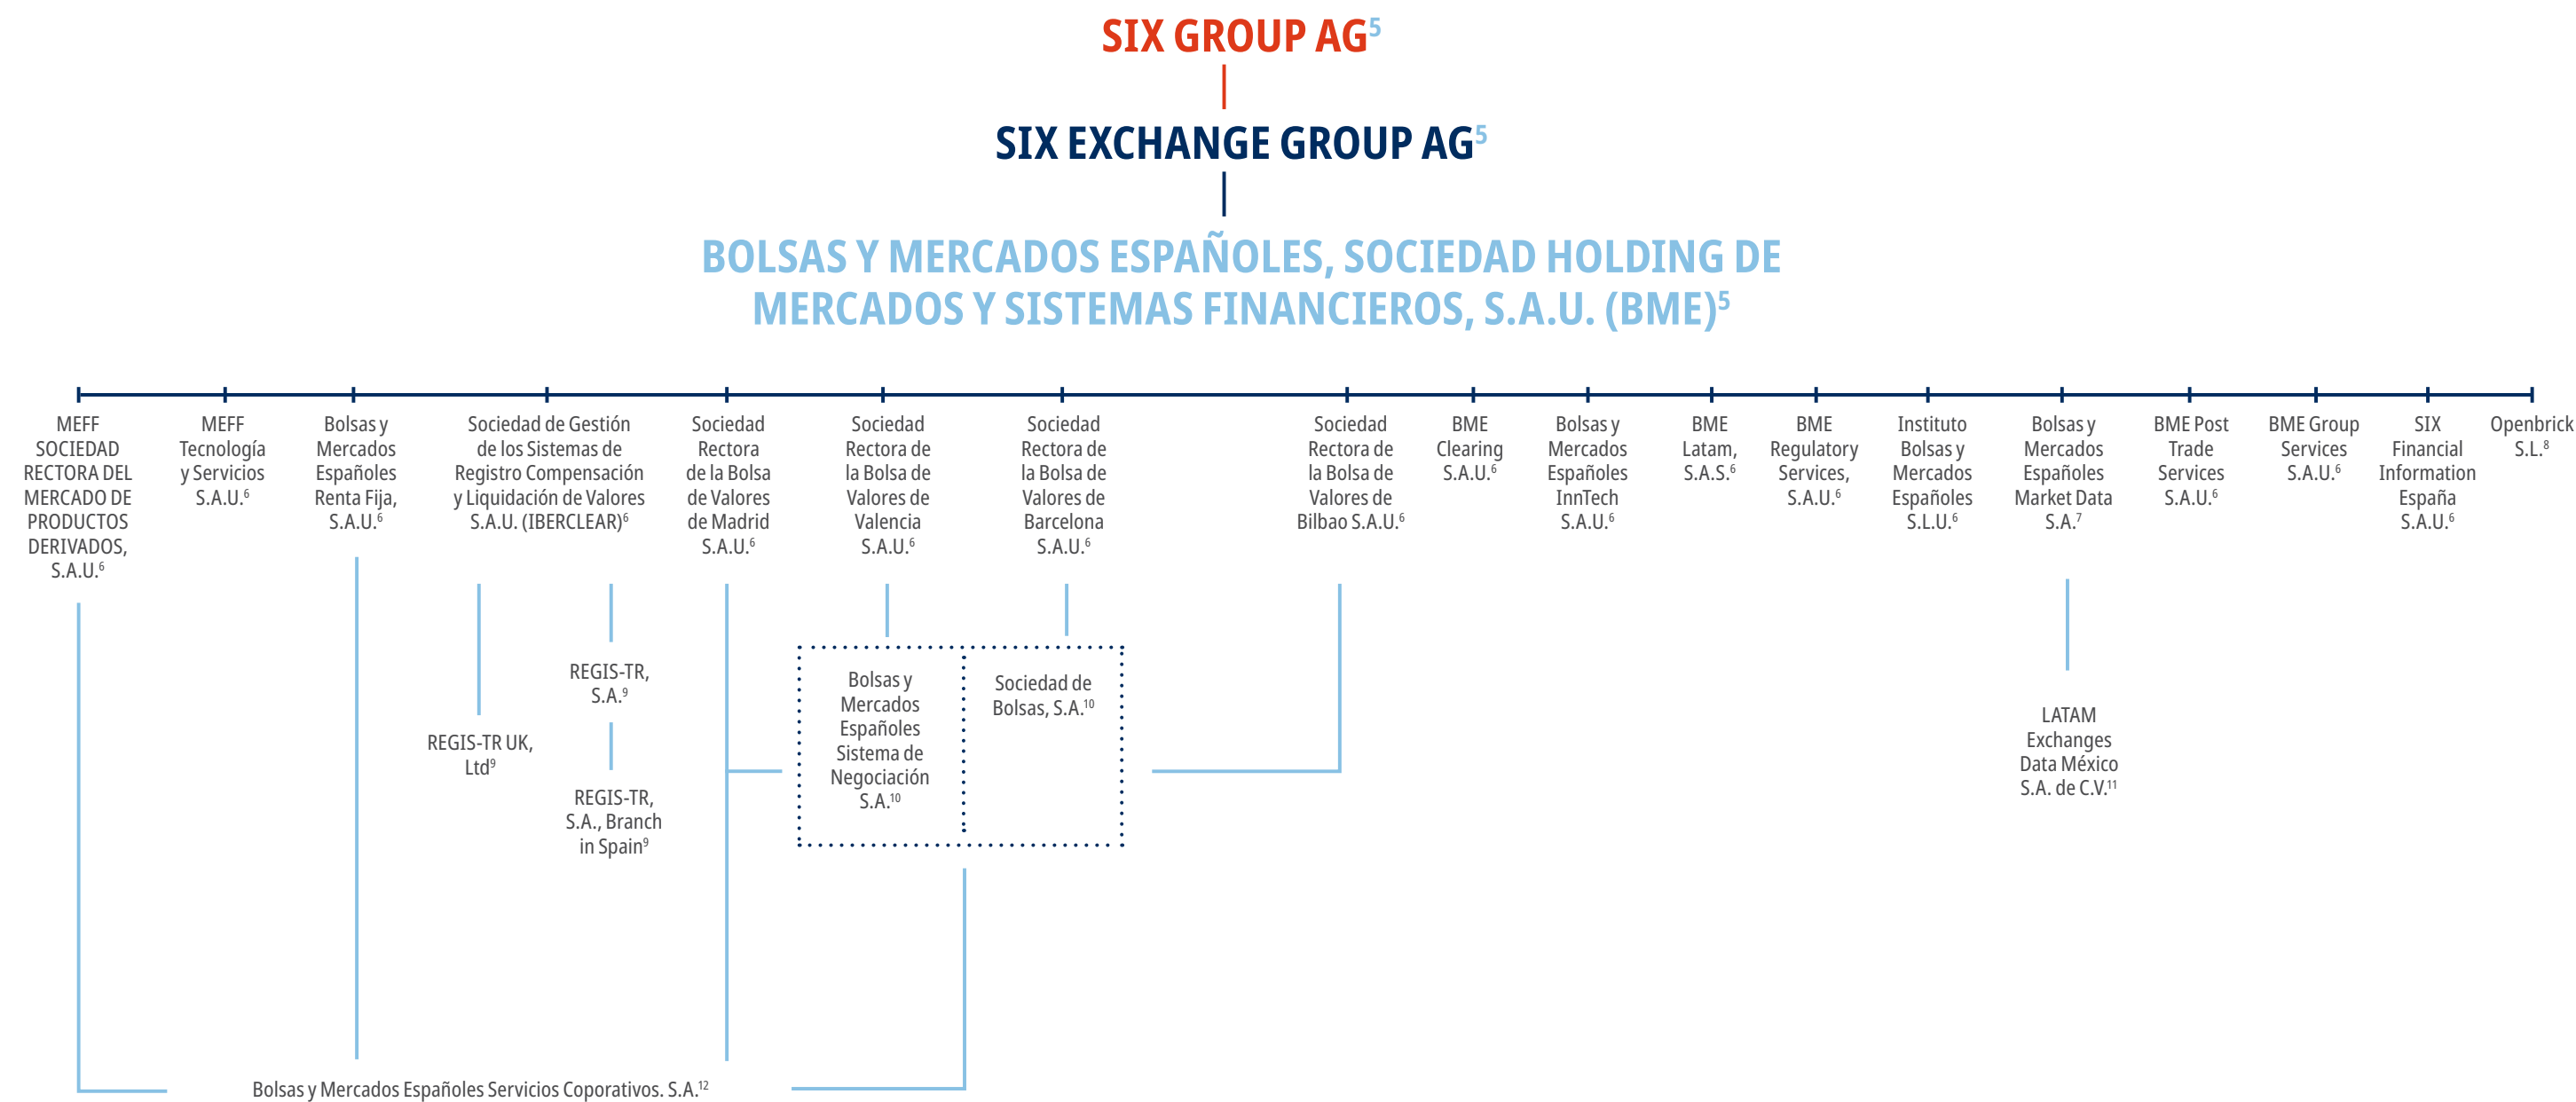 SIX GROUP AG5
SIX EXCHANGE GROUP AG5
BOLSAS Y MERCADOS ESPAÑOLES, SOCIEDAD HOLDING DE
MERCADOS Y SISTEMAS FINANCIEROS, S.A.U. (BME)5
MEFF
SOCIEDAD
RECTORA DEL
MERCADO DE
PRODUCTOS
DERIVADOS,
S.A.U.6
MEFF
Tecnología
y Servicios
S.A.U.6
Bolsas y
Mercados
Españoles
Renta Fija,
S.A.U.6
Sociedad de Gestión
de los Sistemas de
Registro Compensación
y Liquidación de Valores
S.A.U. (IBERCLEAR)6
Sociedad
Rectora
de la Bolsa
de Valores
de Madrid
S.A.U.6
Sociedad
Rectora de
la Bolsa de
Valores de
Valencia
S.A.U.6
Sociedad
Rectora de
la Bolsa de
Valores de
Barcelona
S.A.U.6
Sociedad
Rectora de
la Bolsa de
Valores de
Bilbao S.A.U.6
BME
Clearing
S.A.U.6
Bolsas y
Mercados
Españoles
InnTech
S.A.U.6
BME
Latam,
S.A.S.6
BME
Regulatory
Services,
S.A.U.6
Instituto
Bolsas y
Mercados
Españoles
S.L.U.6
Bolsas y
Mercados
Españoles
Market Data
S.A.7
BME Post
Trade
Services
S.A.U.6
BME Group
Services
S.A.U.6
SIX
Financial
Information
España
S.A.U.6
Openbrick
S.L.8
REGIS-TR UK,
Ltd9
REGIS-TR,
S.A.9
REGIS-TR,
S.A., Branch
in Spain9
Bolsas y
Mercados
Españoles
Sistema de
Negociación
S.A.10
Sociedad de
Bolsas, S.A.10
LATAM
Exchanges
Data México
S.A. de C.V.11
Bolsas y Mercados Españoles Servicios Coporativos. S.A.12